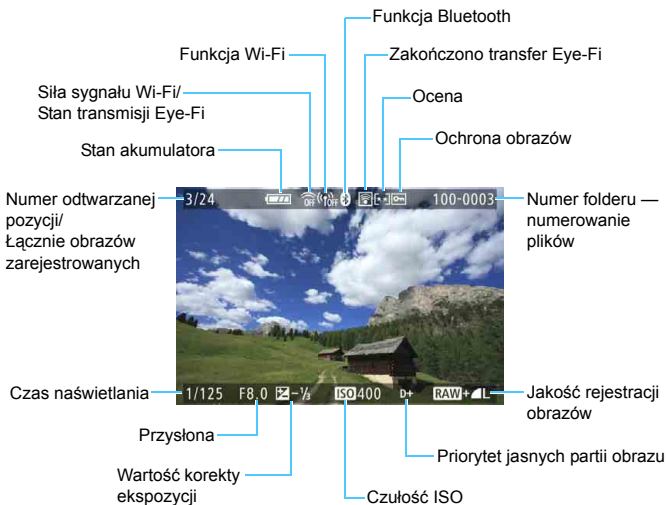 Funkcja Bluetooth
Funkcja Wi-Fi
Zakończono transfer Eye-Fi
Siła sygnału Wi-Fi/
Stan transmisji Eye-Fi
Ocena
Ochrona obrazów
Stan akumulatora
Numer odtwarzanej
pozycji/
Łącznie obrazów
zarejestrowanych
3/24
OFF
OFF
100-0003
Numer folderu —
numerowanie
plików
Czas naświetlania
1/125 F8.0 -⅓ ISO 400 D+ RAW+L
Jakość rejestracji
obrazów
Przysłona
Priorytet jasnych partii obrazu
Wartość korekty
ekspozycji
Czułość ISO